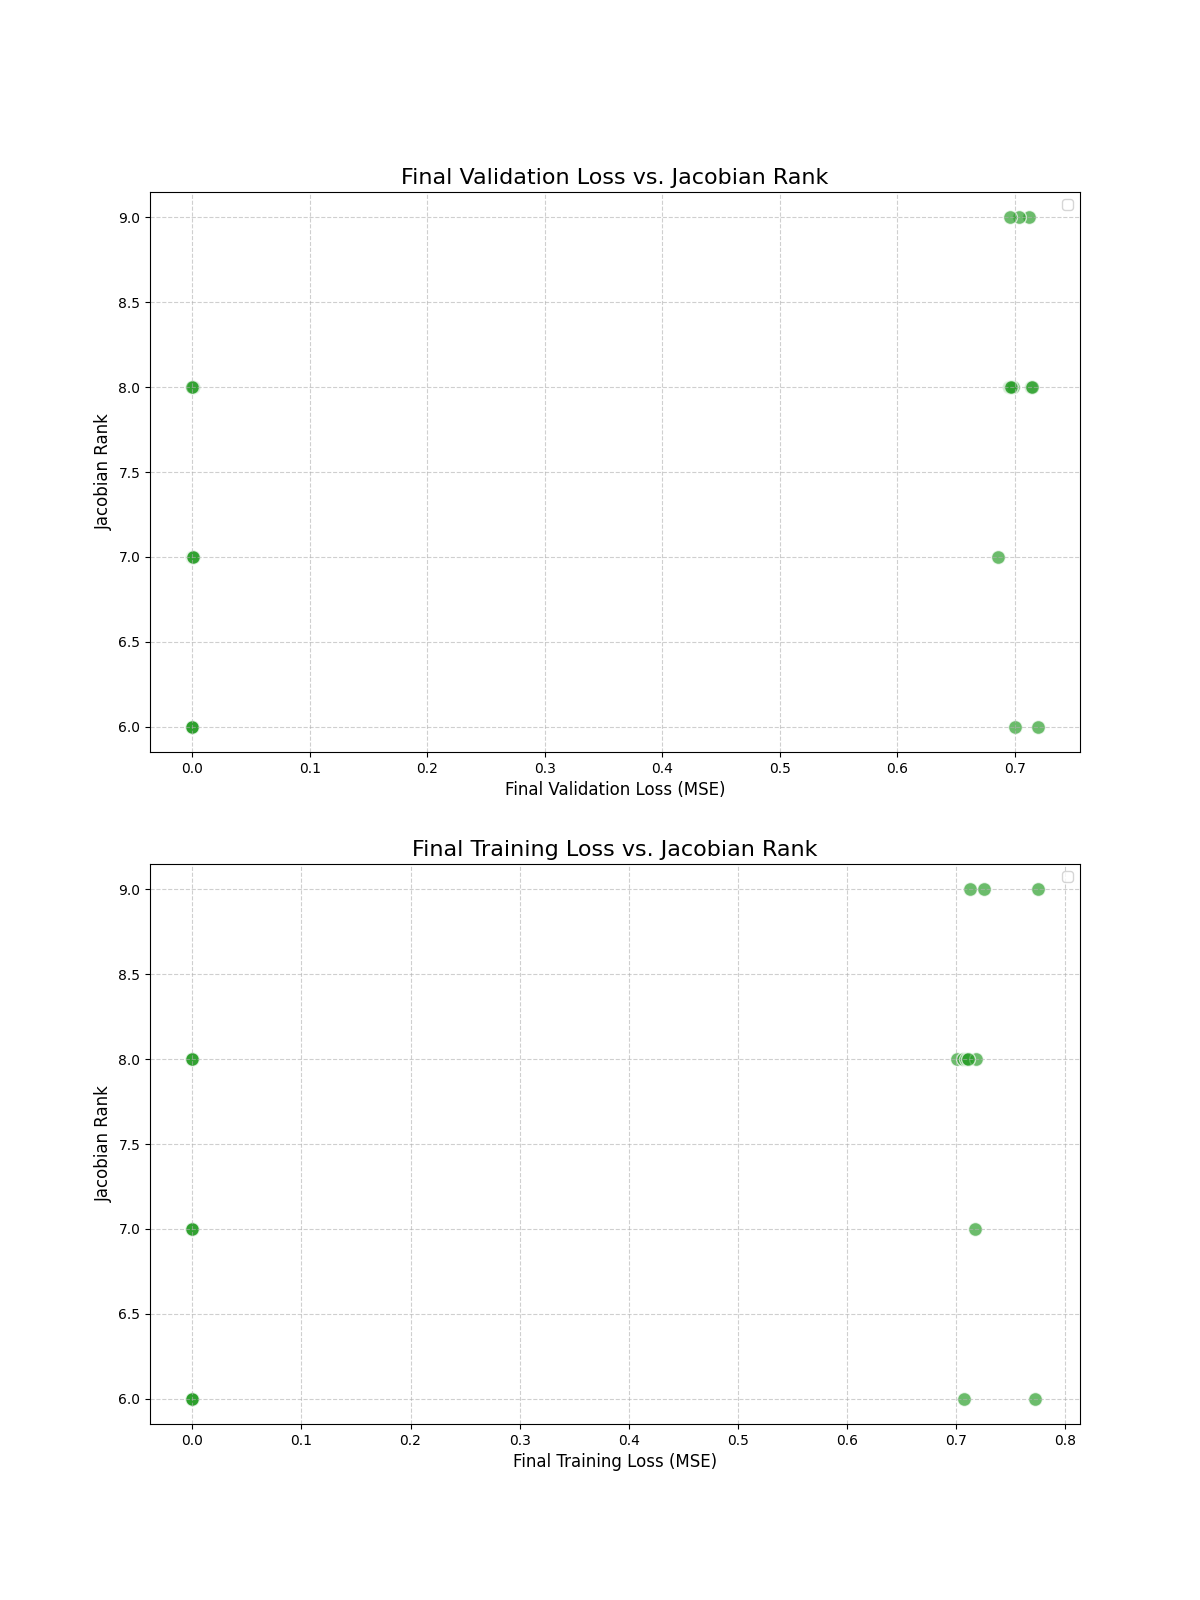 Final Validation Loss vs. Jacobian Rank
9.0
8.5
8.0
7.5
7.0
6.5
6.0
Jacobian Rank
0.0 0.1 0.2 0.3 0.4 0.5 0.6 0.7
Final Validation Loss (MSE)
Final Training Loss vs. Jacobian Rank
9.0
8.5
8.0
7.5
7.0
6.5
6.0
Jacobian Rank
0.0 0.1 0.2 0.3 0.4 0.5 0.6 0.7 0.8
Final Training Loss (MSE)